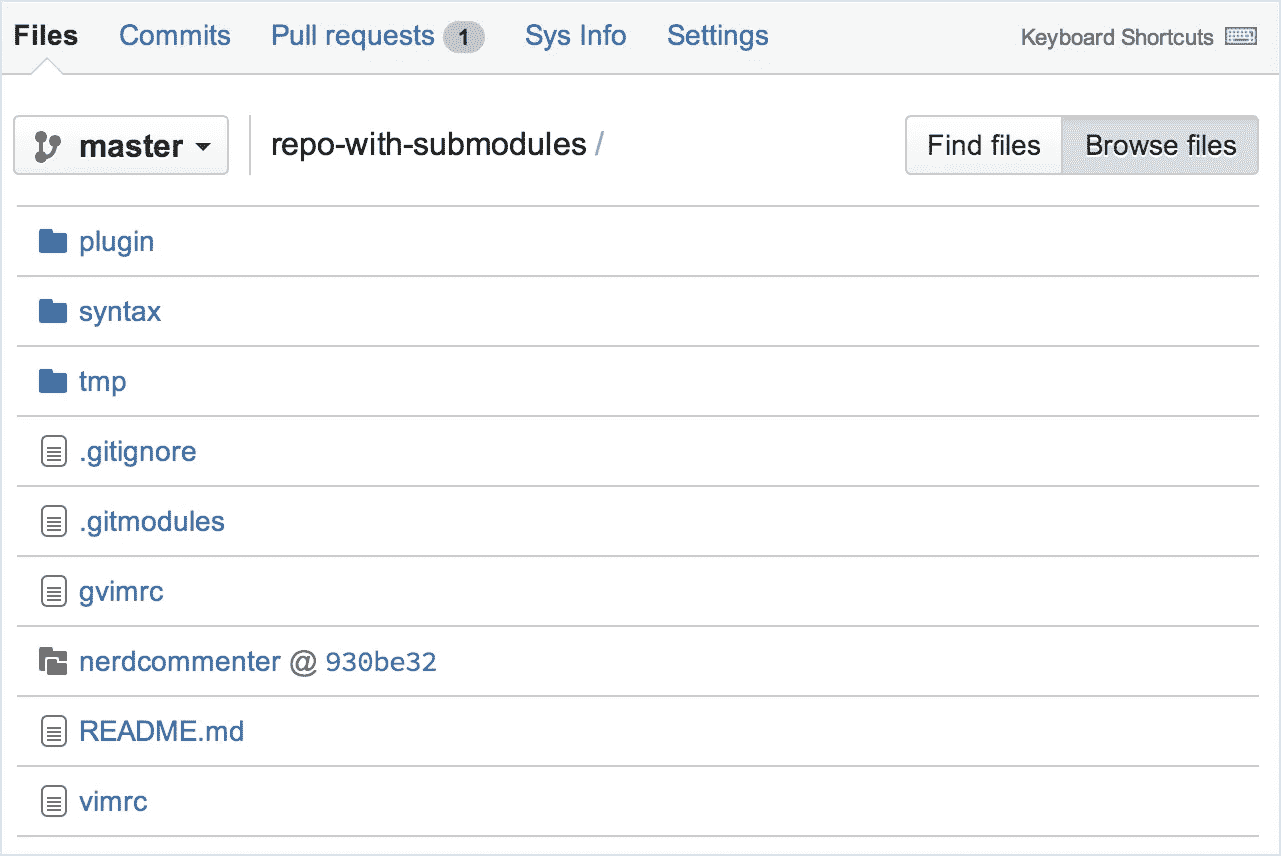 Files Commits Pull requests 1 Sys Info Settings Keyboard Shortcuts
master repo-with-submodules / Find files Browse files
plugin
syntax
tmp
.gitignore
.gitmodules
gvimrc
nerdcommenter @ 930be32
README.md
vimrc